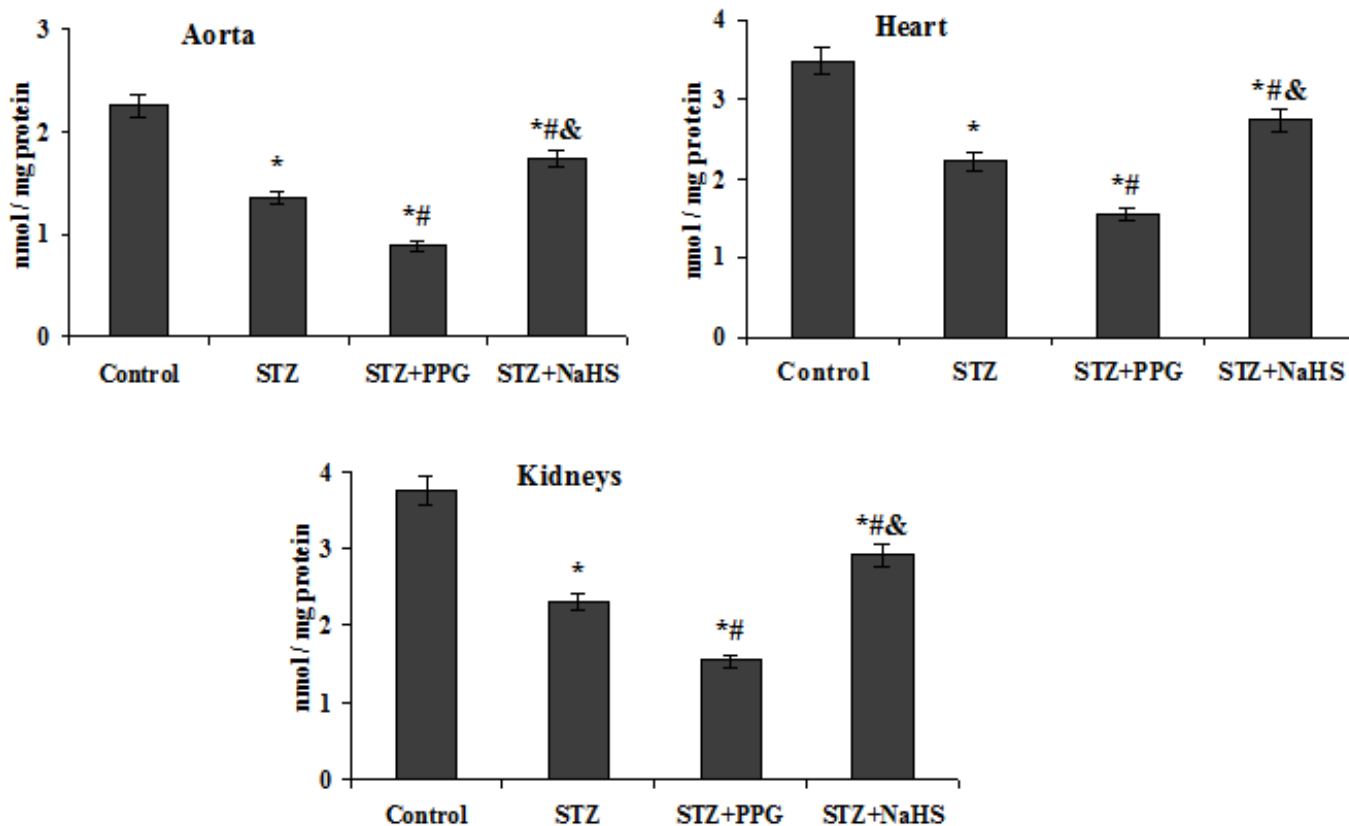 Aorta
nmol / mg protein
3
2
1
0
*
*#
*#&
Control STZ STZ+PPG STZ+NaHS
Heart
nmol / mg protein
4
3
2
1
0
*
*#
*#&
Control STZ STZ+PPG STZ+NaHS
Kidneys
nmol / mg protein
4
3
2
1
0
*
*#
*#&
Control STZ STZ+PPG STZ+NaHS